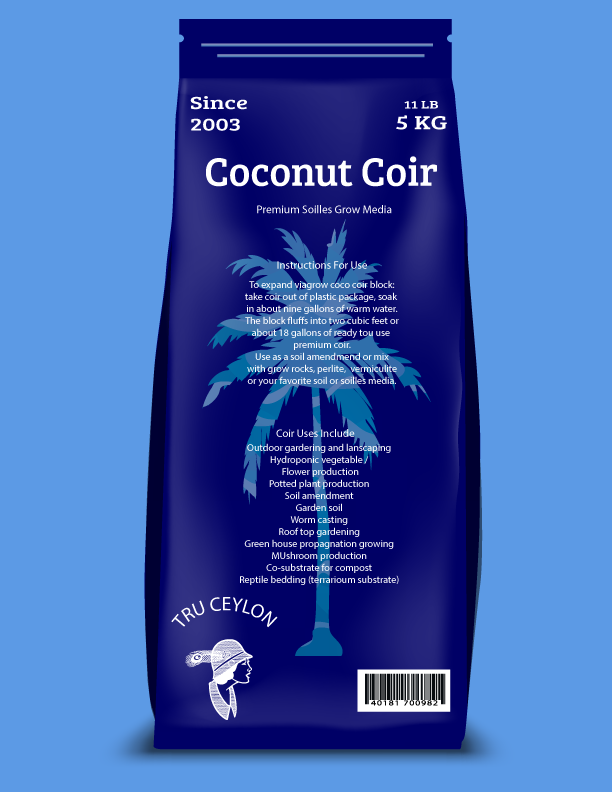 Since
2003
11 LB
5 KG
Coconut Coir
Premium Soilles Grow Media
Instructions For Use
To expand viagrow coco coir block:
take coir out of plastic package, soak
in about nine gallons of warm water.
The block fluffs into two cubic feet or
about 18 gallons of ready tou use
premium coir.
Use as a soil amendmend or mix
with grow rocks, perlite, vermiculite
or your favorite soil or soilles media.
Coir Uses Include
Outdoor gardering and lanscaping
Hydroponic vegetable /
Flower production
Potted plant production
Soil amendment
Garden soil
Worm casting
Roof top gardening
Green house propagnation growing
MUshroom production
Co-substrate for compost
Reptile bedding (terrarioum substrate)
TRU CEYLON
40181 700982